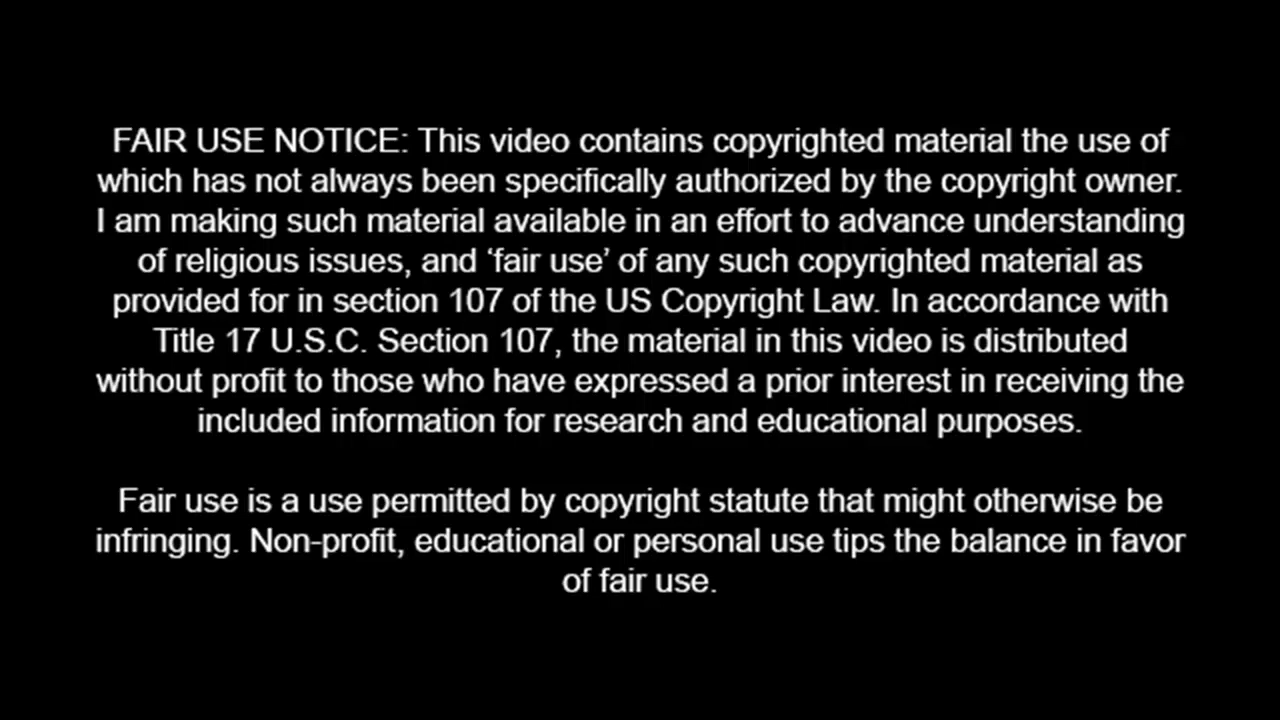 FAIR USE NOTICE: This video contains copyrighted material the use of
which has not always been specifically authorized by the copyright owner.
I am making such material available in an effort to advance understanding
of religious issues, and ‘fair use’ of any such copyrighted material as
provided for in section 107 of the US Copyright Law. In accordance with
Title 17 U.S.C. Section 107, the material in this video is distributed
without profit to those who have expressed a prior interest in receiving the
included information for research and educational purposes.
Fair use is a use permitted by copyright statute that might otherwise be
infringing. Non-profit, educational or personal use tips the balance in favor
of fair use.